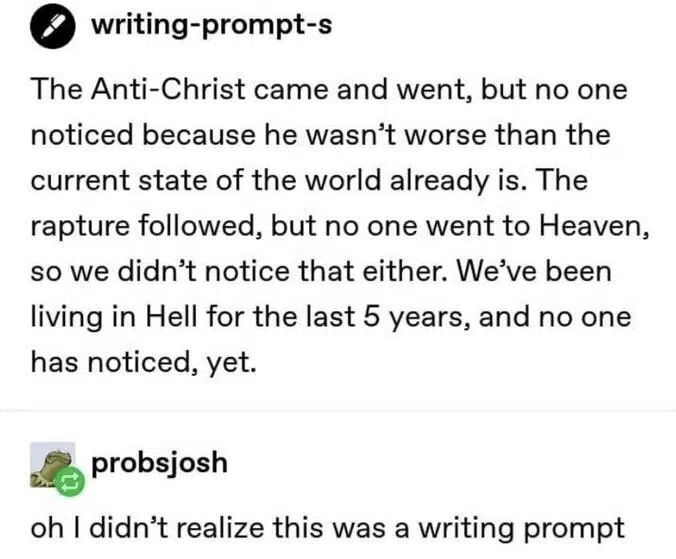 writing-prompt-s
The Anti-Christ came and went, but no one
noticed because he wasn’t worse than the
current state of the world already is. The
rapture followed, but no one went to Heaven,
so we didn’t notice that either. We’ve been
living in Hell for the last 5 years, and no one
has noticed, yet.
probsjosh
oh I didn’t realize this was a writing prompt